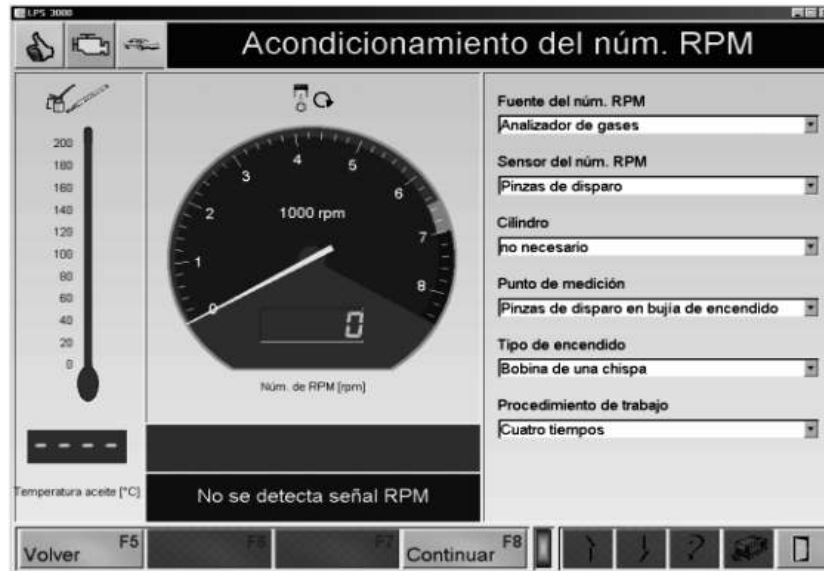 LPS 3000
Acondicionamiento del núm. RPM
200
180
160
140
120
100
80
60
40
20
0
Temperatura aceite [°C]
0
1
2
3
4
5
6
7
8
1000 rpm
0
Núm. de RPM [rpm]
No se detecta señal RPM
Fuente del núm. RPM
Analizador de gases
Sensor del núm. RPM
Pinzas de disparo
Cilindro
no necesario
Punto de medición
Pinzas de disparo en bujía de encendido
Tipo de encendido
Bobina de una chispa
Procedimiento de trabajo
Cuatro tiempos
Volver F5
F6
F7
Continuar F8